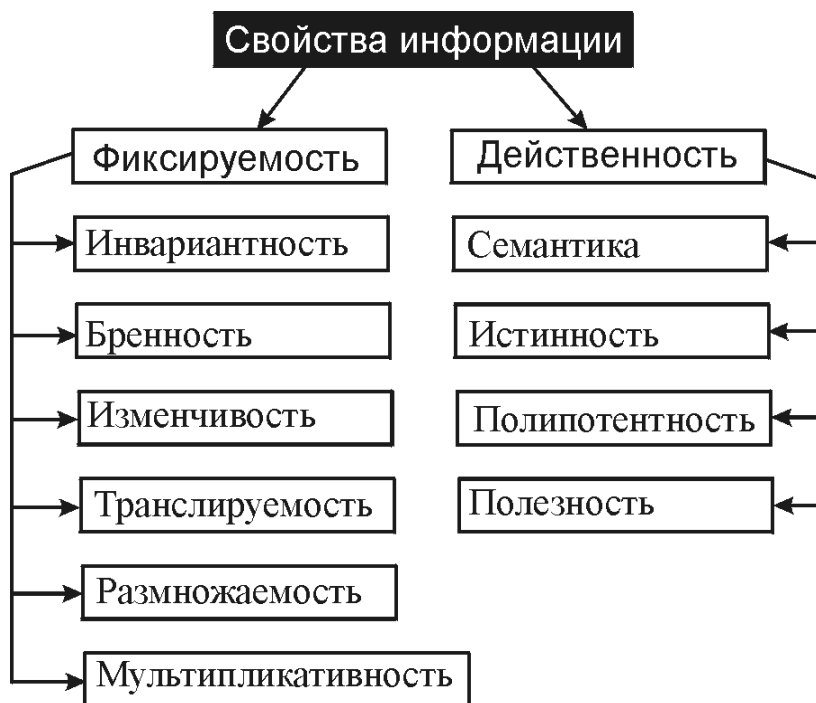 Свойства информации
Фиксируемость
Инвариантность
Бренность
Изменчивость
Транслируемость
Размножаемость
Мультипликативность
Действенность
Семантика
Истинность
Полипотентность
Полезность